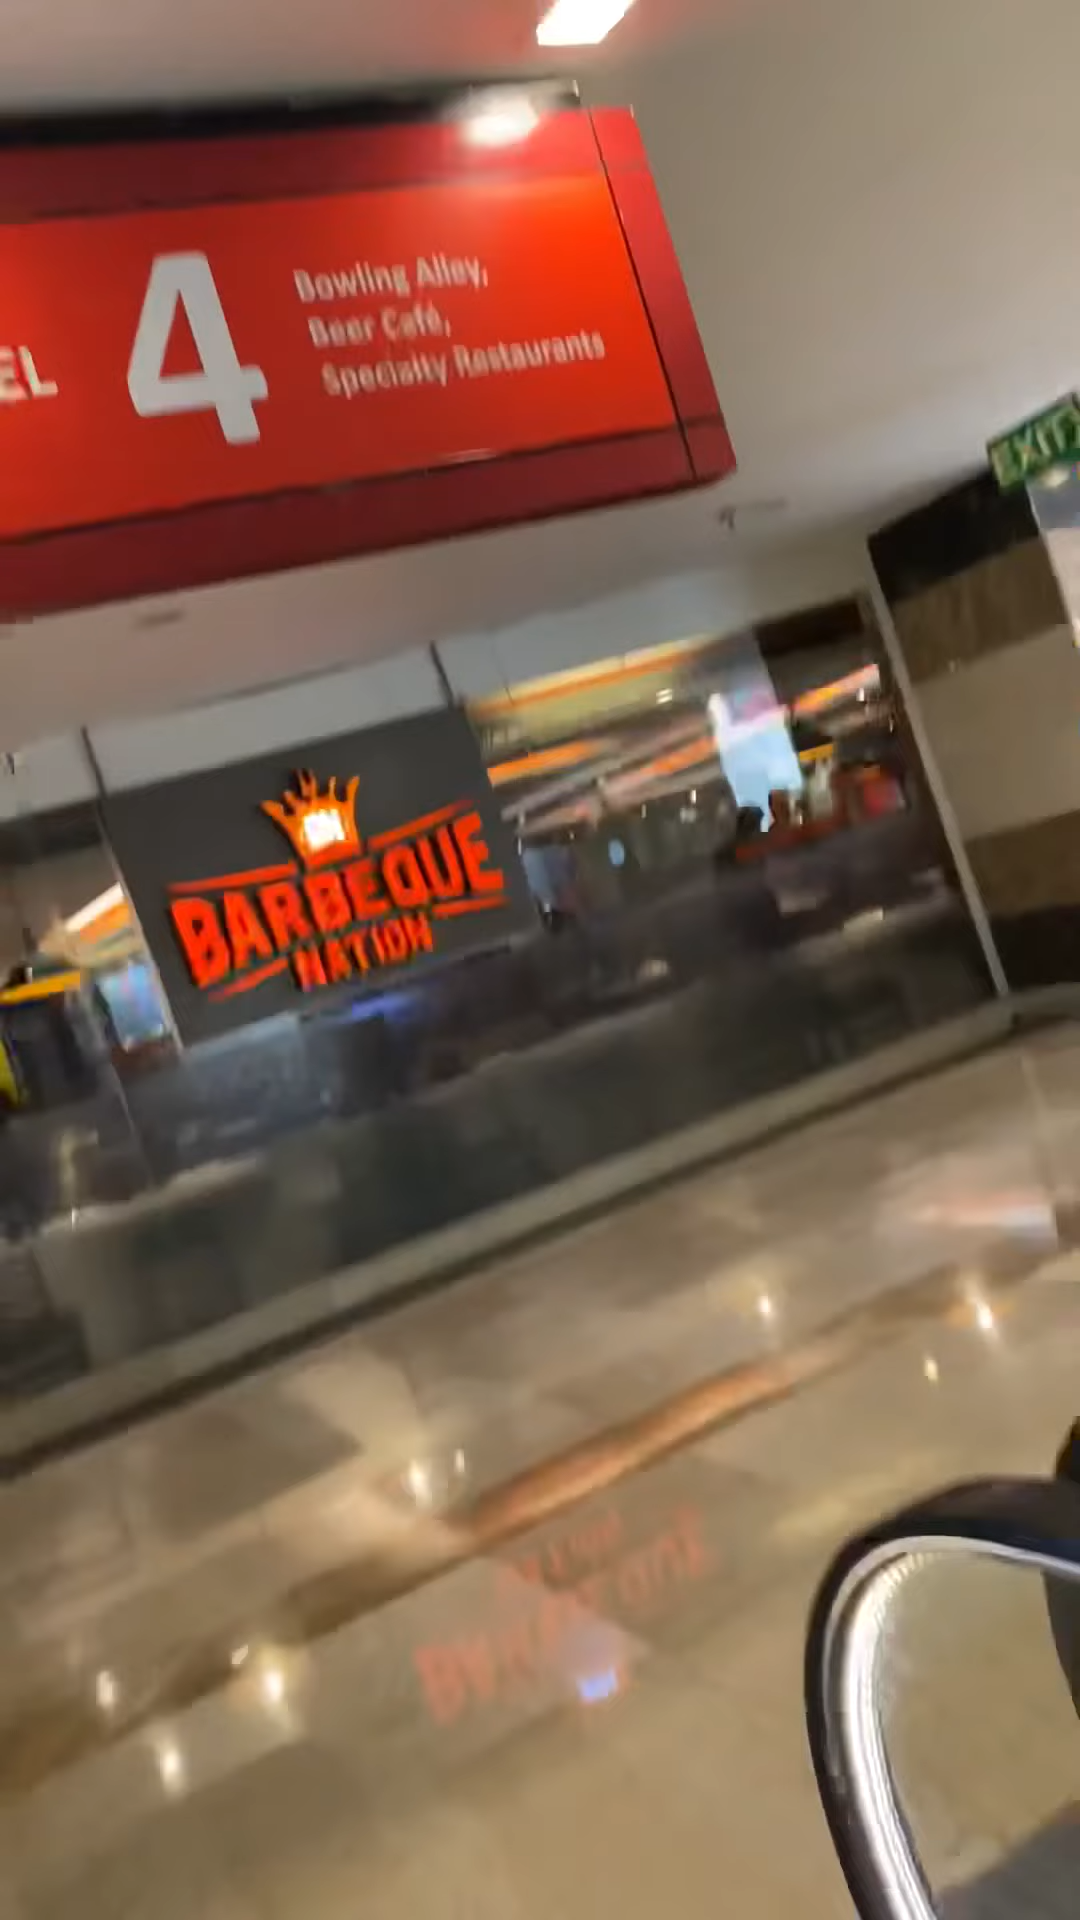 EL 4
Bowling Alley,
Beer Café,
Specialty Restaurants
EXIT
BARBEQUE
NATION